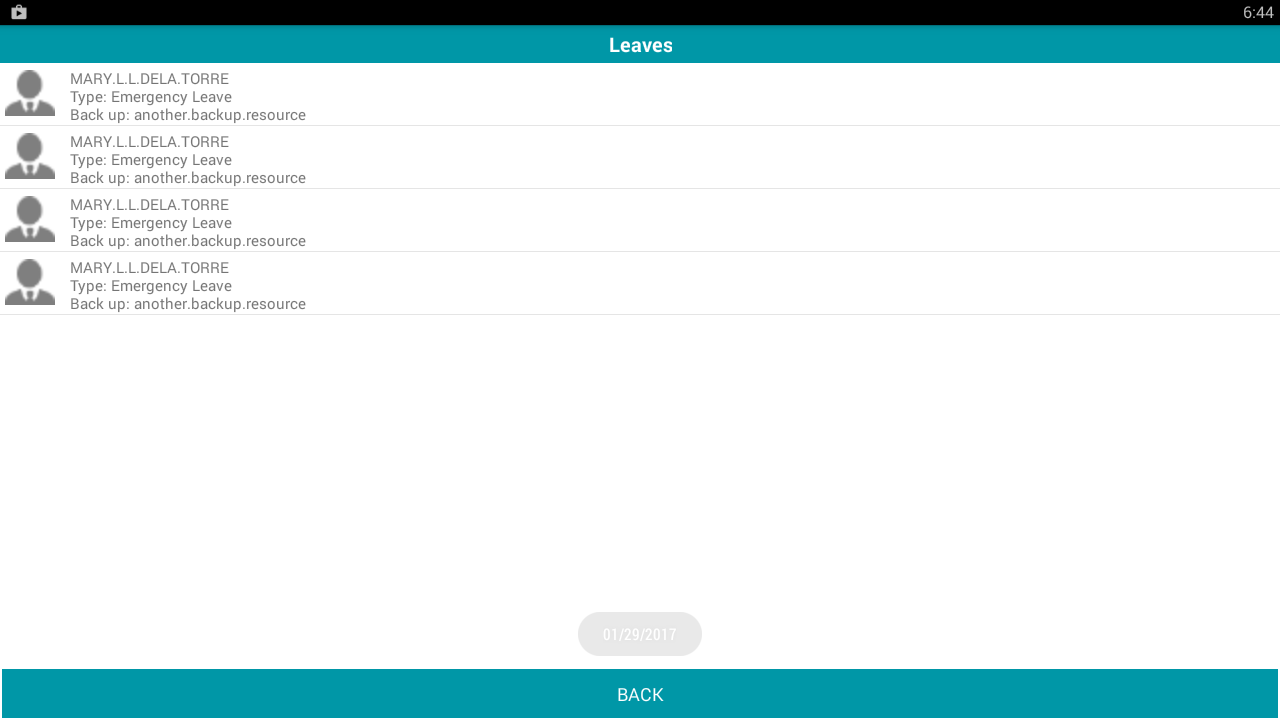 6:44
Leaves
MARY.L.L.DELA.TORRE
Type: Emergency Leave
Back up: another.backup.resource
MARY.L.L.DELA.TORRE
Type: Emergency Leave
Back up: another.backup.resource
MARY.L.L.DELA.TORRE
Type: Emergency Leave
Back up: another.backup.resource
MARY.L.L.DELA.TORRE
Type: Emergency Leave
Back up: another.backup.resource
01/29/2017
BACK